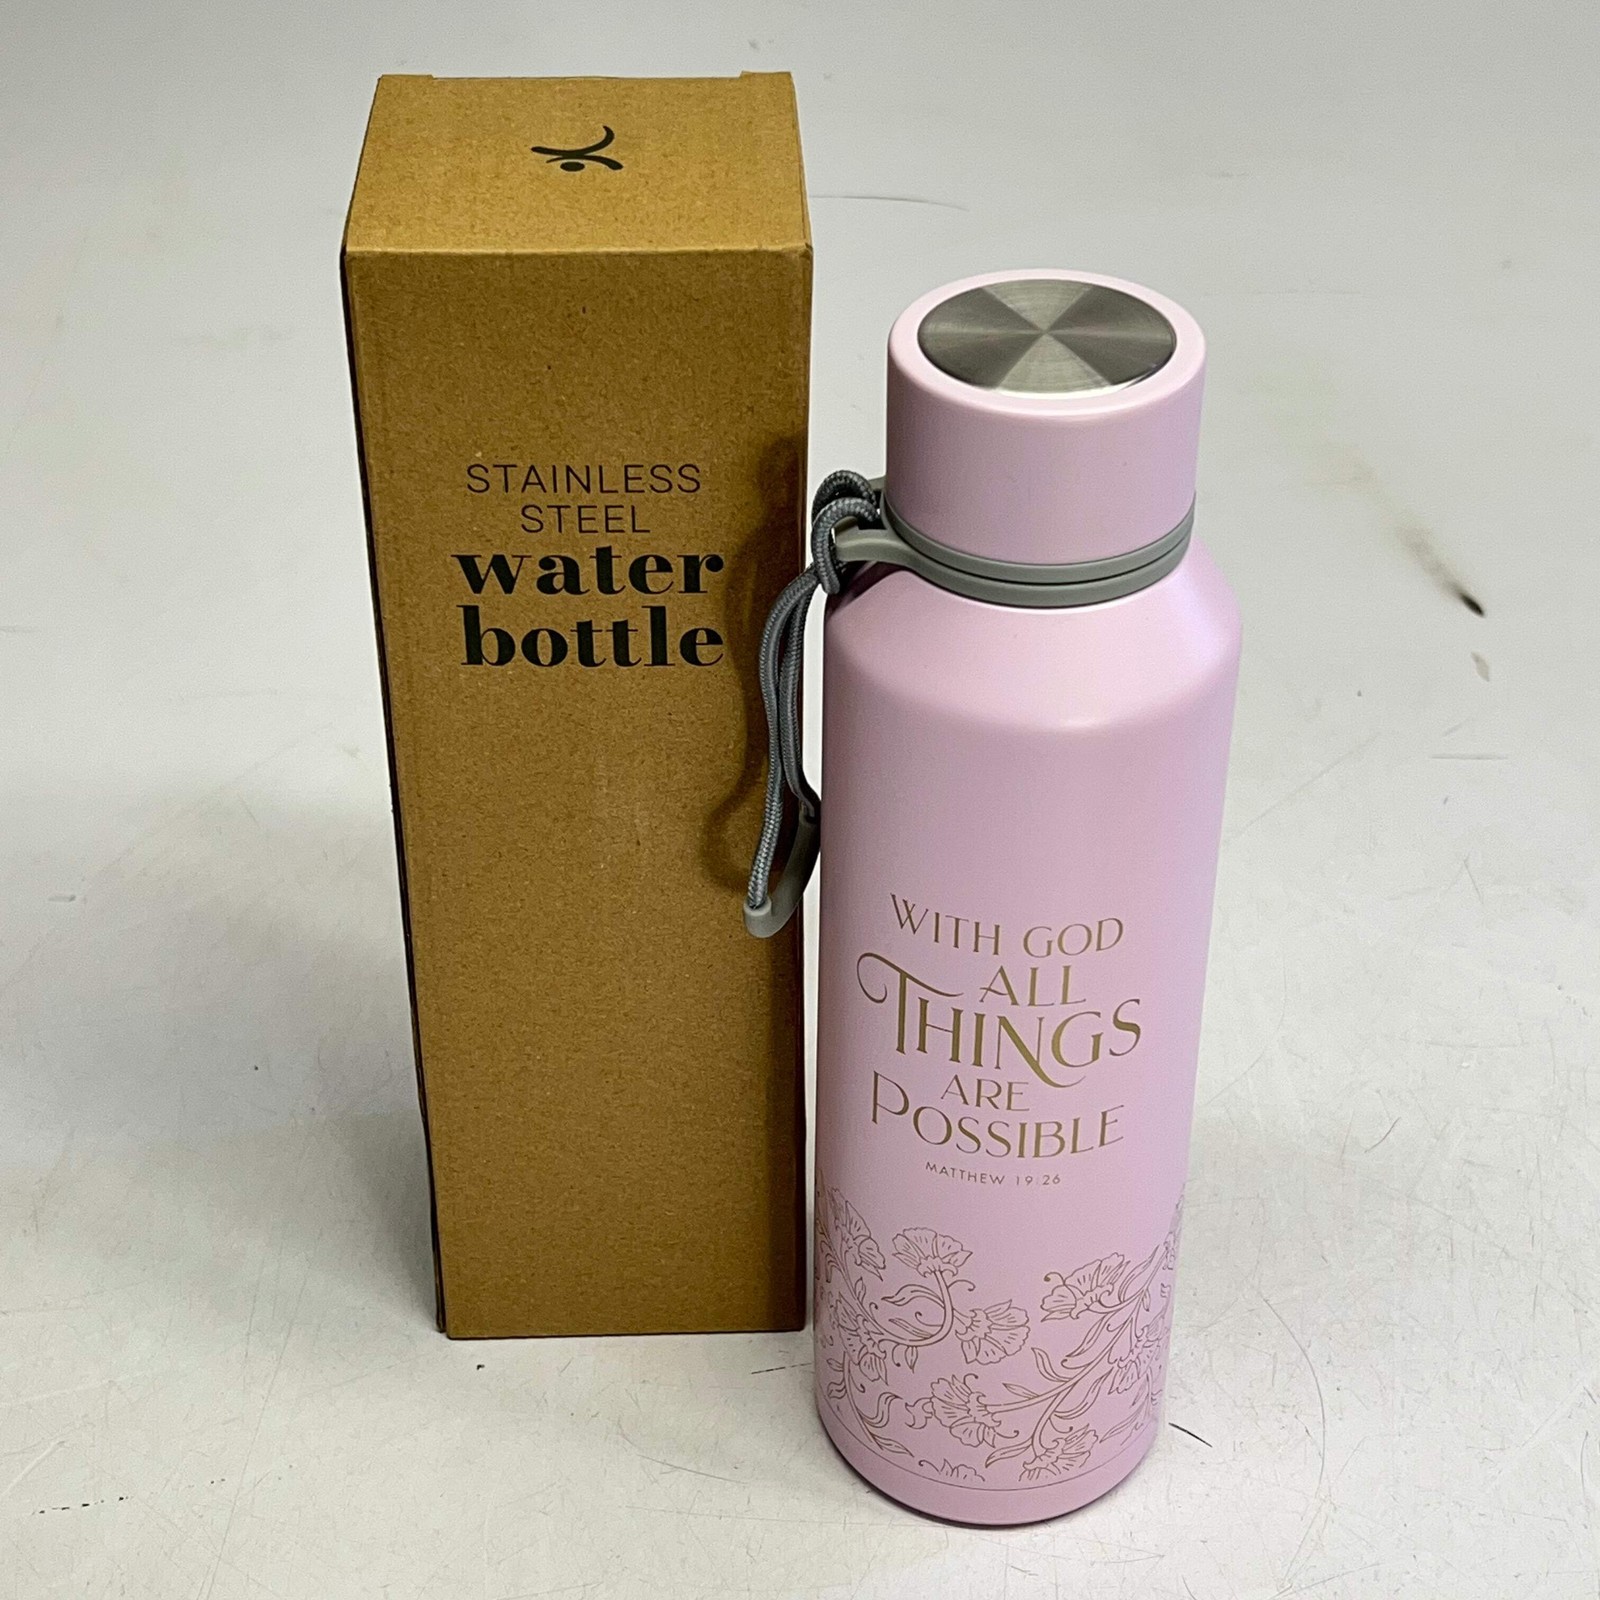 STAINLESS
STEEL
water
bottle
WITH GOD
ALL
THINGS
ARE
POSSIBLE
MATTHEW 19:26